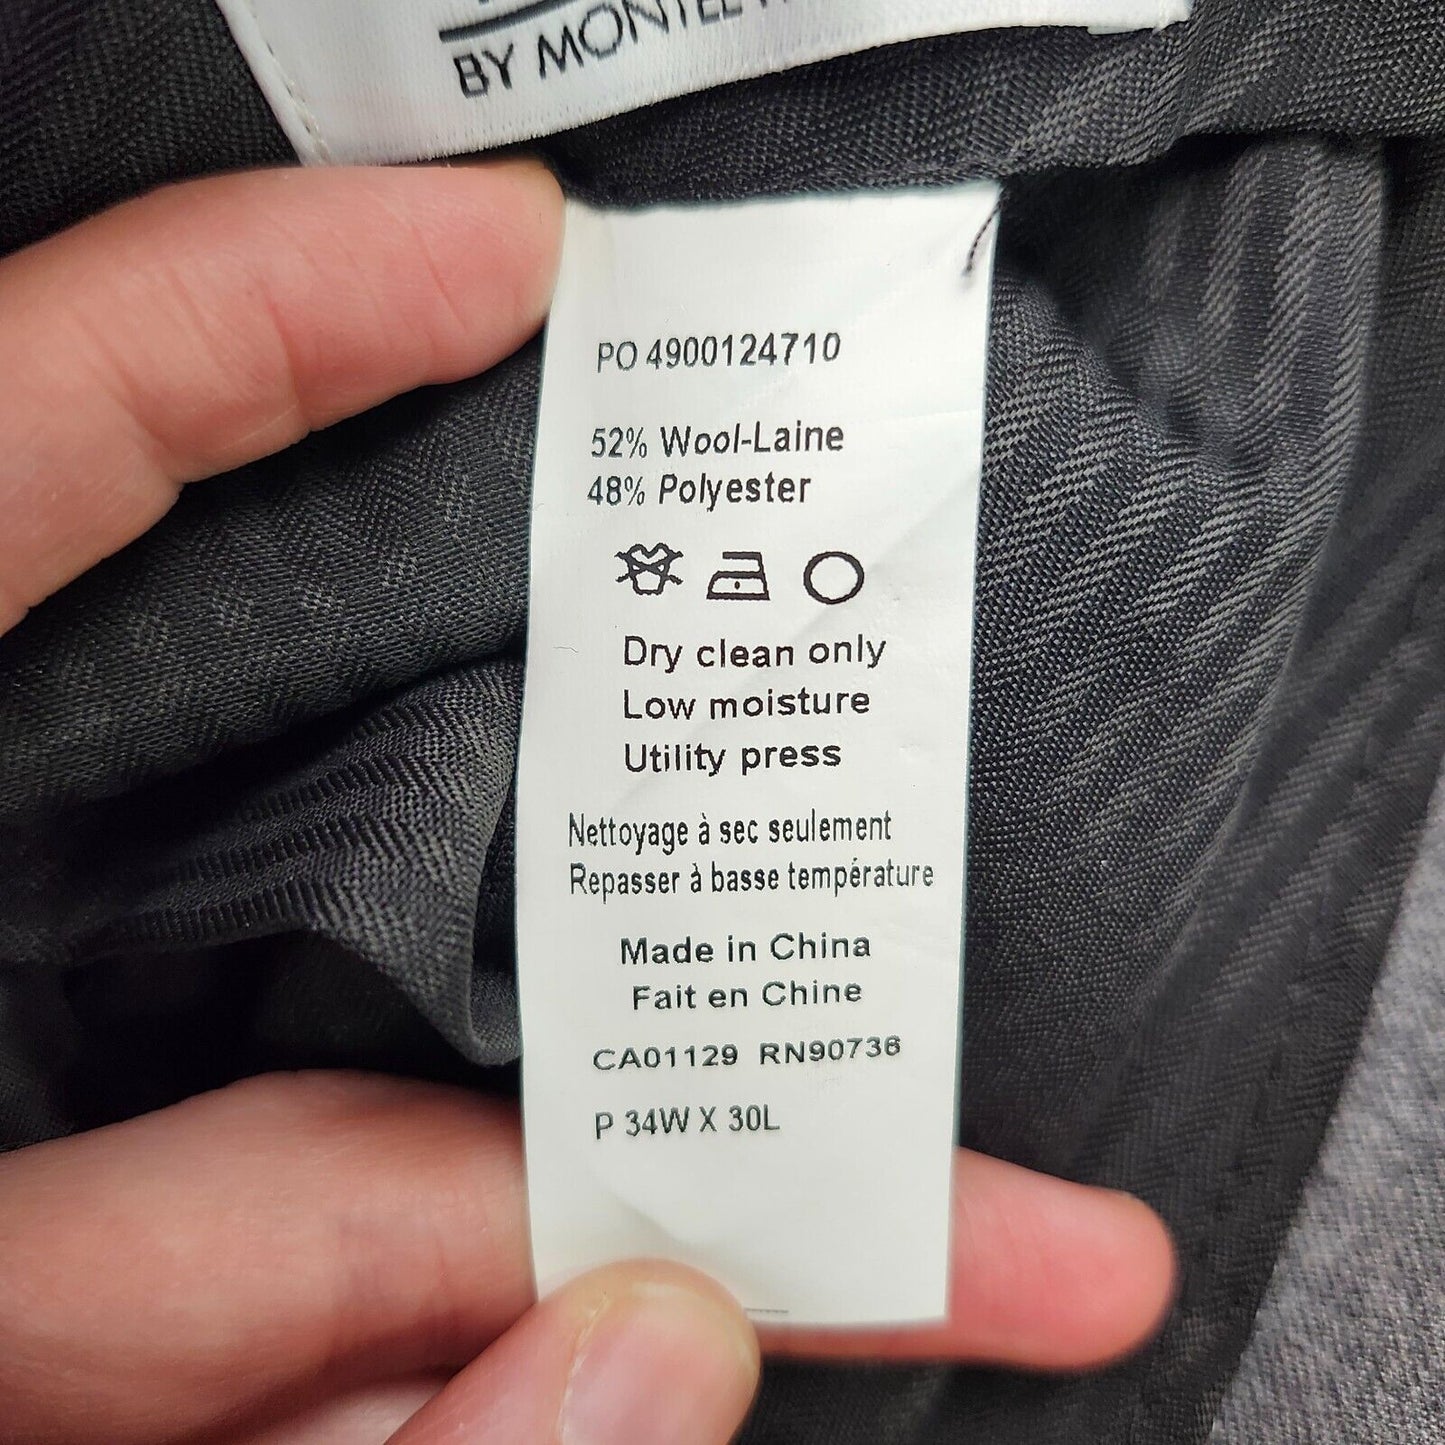 BY
PO 4900124710
52% Wool-Laine
48% Polyester
Dry clean only
Low moisture
Utility press
Nettoyage à sec seulement
Repasser à basse température
Made in China
Fait en Chine
CA01129 RN90736
P 34W X 30L